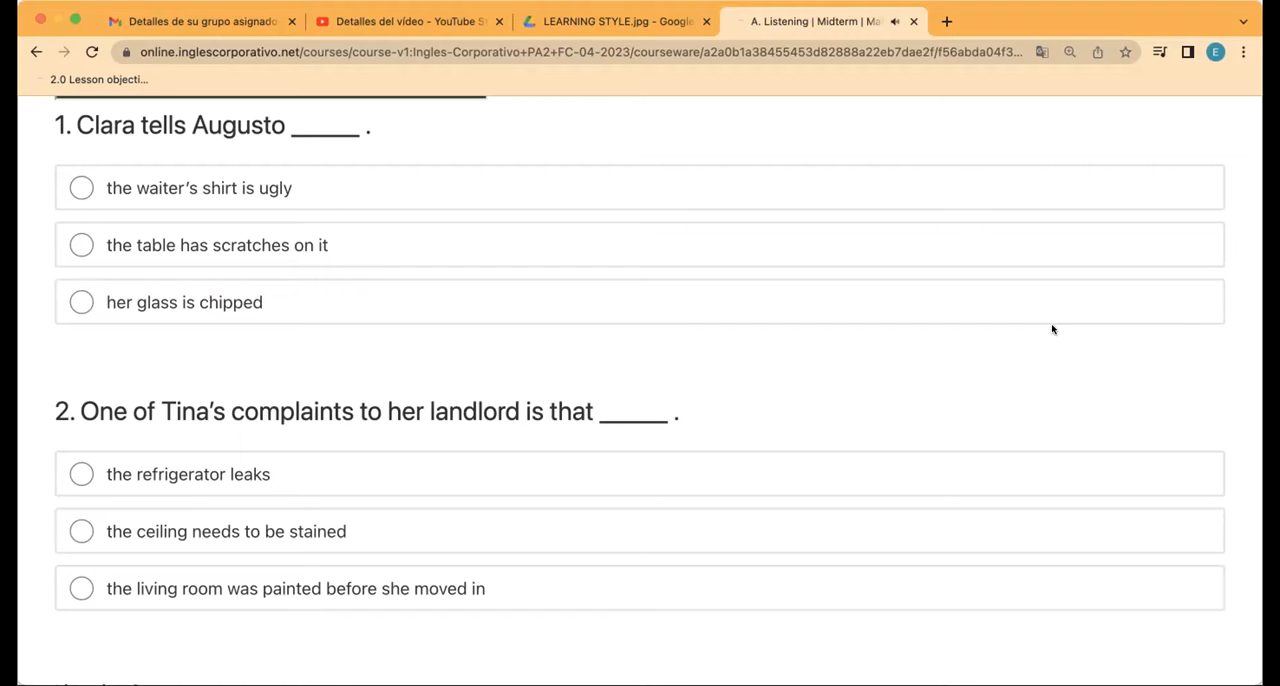 Detalles de su grupo asignado
Detalles del vídeo - YouTube S
LEARNING STYLE.jpg - Google
A. Listening | Midterm | Ma
online.inglescorporativo.net/courses/course-v1:Ingles-Corporativo+PA2+FC-04-2023/courseware/a2a0b1a38455453d82888a22eb7dae2f/f56abda04f3...
E
2.0 Lesson objecti...
1. Clara tells Augusto ______ .
the waiter’s shirt is ugly
the table has scratches on it
her glass is chipped
2. One of Tina’s complaints to her landlord is that ______ .
the refrigerator leaks
the ceiling needs to be stained
the living room was painted before she moved in